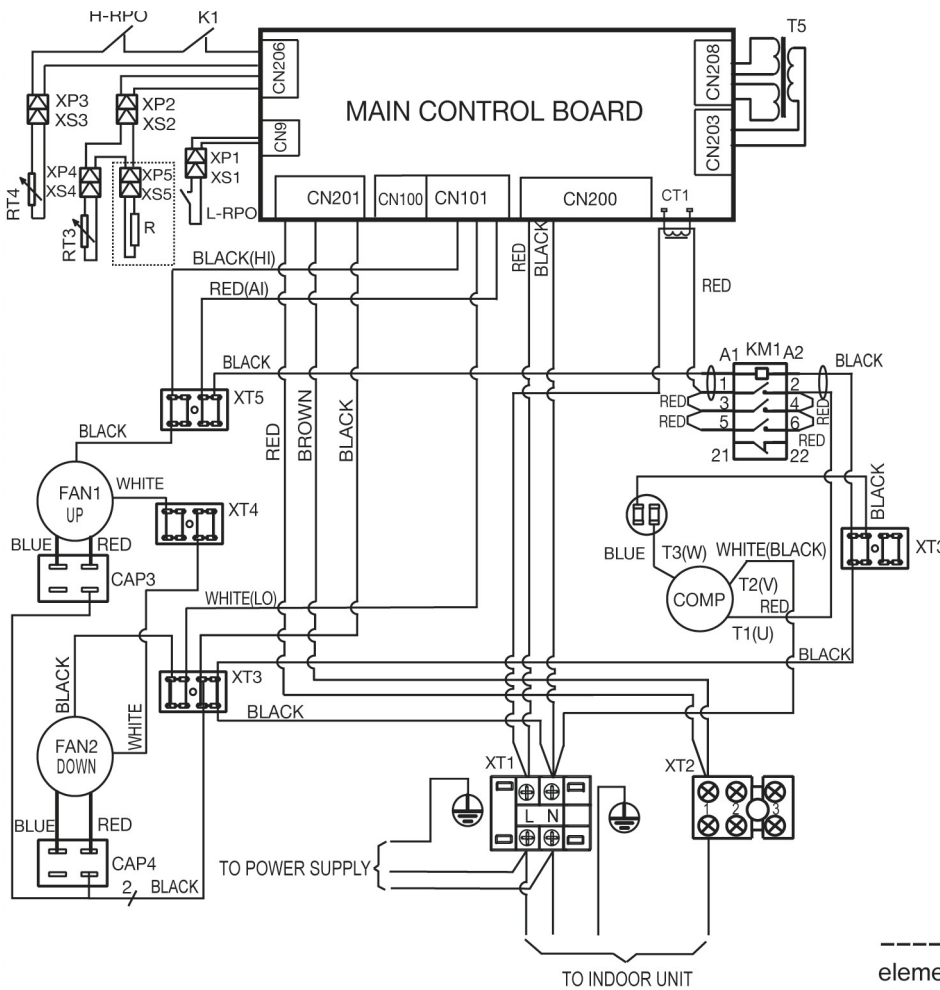 H-RPO K1
T5
CN206
CN208
XP3
XS3
XP2
XS2
MAIN CONTROL BOARD
CN9
CN203
XP1
XS1
XP4
XS4
XP5
XS5
RT4
L-RPO
CN201 CN100 CN101 CN200 CT1
RT3
R
BLACK(HI)
RED
BLACK
RED(AI)
RED
BLACK
A1 KM1 A2
BLACK
1 2
XT5
RED 3 4 RED
RED 5 6
RED
21 22
BLACK
RED
BROWN
BLACK
WHITE
FAN1
UP
XT4
BLACK
BLUE RED
BLUE
T3(W)
WHITE(BLACK)
XT3
CAP3
T2(V)
COMP
RED
WHITE(LO)
T1(U)
BLACK
XT3
BLACK
BLACK
WHITE
FAN2
DOWN
XT1
XT2
1 2 3
L N
BLUE RED
TO POWER SUPPLY
CAP4
2 BLACK
TO INDOOR UNIT
eleme